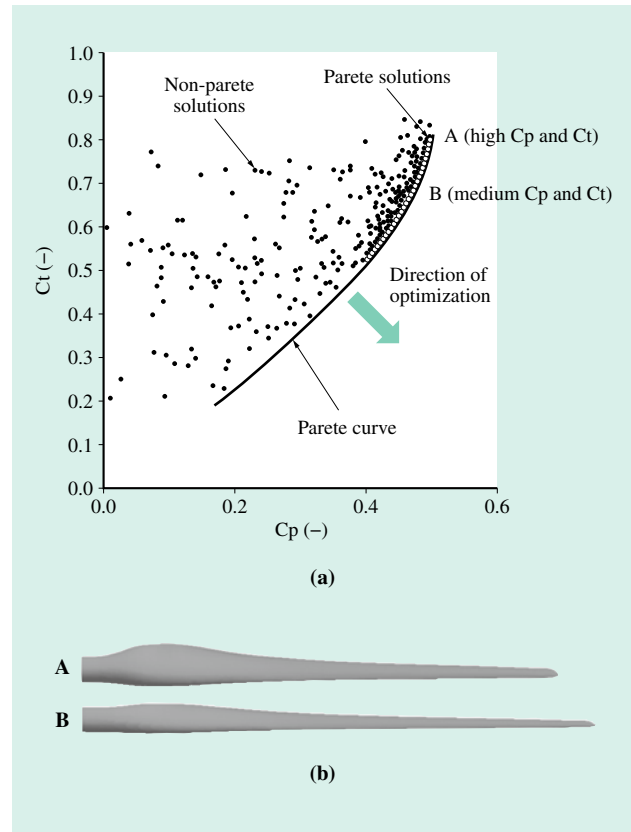 1.0
0.9
0.8
0.7
0.6
0.5
0.4
0.3
0.2
0.1
0.0
Ct (−)
Non-parete
solutions
Parete solutions
A (high Cp and Ct)
B (medium Cp and Ct)
Direction of
optimization
Parete curve
0.0 0.2 0.4 0.6
Cp (−)
(a)
A
B
(b)